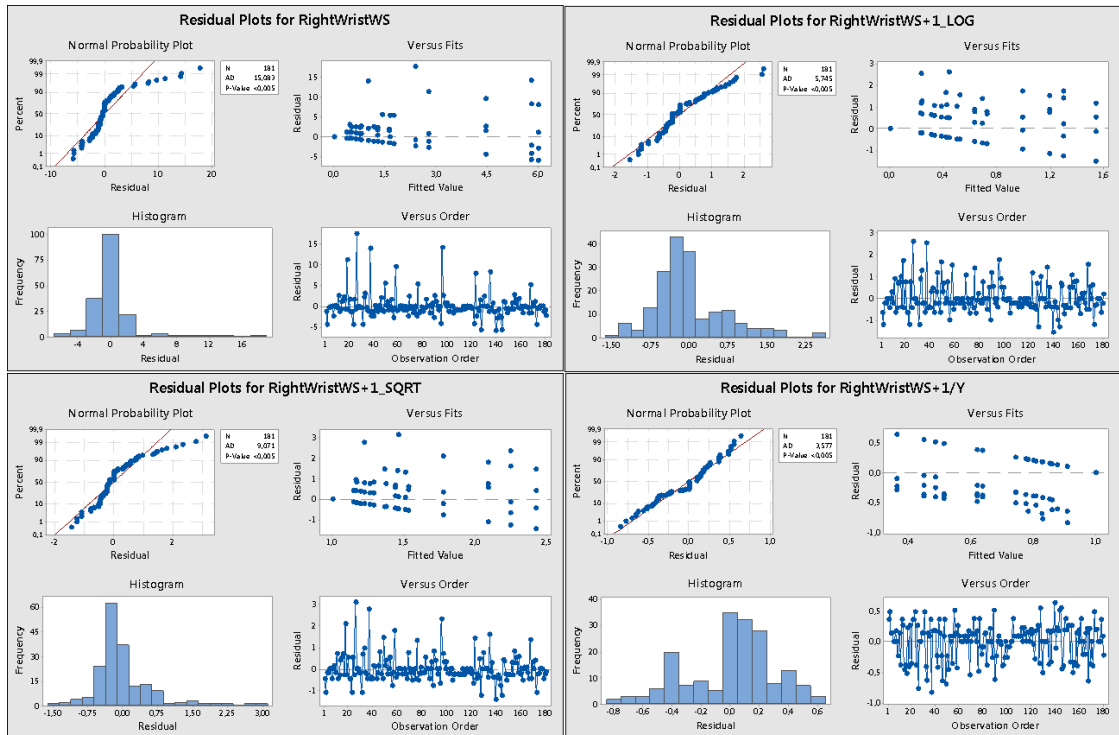 Residual Plots for RightWristWS
Normal Probability Plot
Versus Fits
99,9
99
90
50
10
1
0,1
Percent
N 181
AD 15,089
P-Value <0,005
-10 0 10 20
Residual
15
10
5
0
-5
Residual
0,0 1,5 3,0 4,5 6,0
Fitted Value
Histogram
Versus Order
100
75
50
25
0
Frequency
-4 0 4 8 12 16
Residual
15
10
5
0
-5
Residual
1 20 40 60 80 100 120 140 160 180
Observation Order
Residual Plots for RightWristWS+1_LOG
Normal Probability Plot
Versus Fits
99,9
99
90
50
10
1
0,1
Percent
N 181
AD 5,745
P-Value <0,005
-2 -1 0 1 2
Residual
3
2
1
0
-1
Residual
0,0 0,4 0,8 1,2 1,6
Fitted Value
Histogram
Versus Order
40
30
20
10
0
Frequency
-1,50 -0,75 0,00 0,75 1,50 2,25
Residual
3
2
1
0
-1
Residual
1 20 40 60 80 100 120 140 160 180
Observation Order
Residual Plots for RightWristWS+1_SQRT
Normal Probability Plot
Versus Fits
99,9
99
90
50
10
1
0,1
Percent
N 181
AD 9,071
P-Value <0,005
-2 0 2
Residual
3
2
1
0
-1
Residual
1,0 1,5 2,0 2,5
Fitted Value
Histogram
Versus Order
60
45
30
15
0
Frequency
-1,50 -0,75 0,00 0,75 1,50 2,25 3,00
Residual
3
2
1
0
-1
Residual
1 20 40 60 80 100 120 140 160 180
Observation Order
Residual Plots for RightWristWS+1/Y
Normal Probability Plot
Versus Fits
99,9
99
90
50
10
1
0,1
Percent
N 181
AD 3,577
P-Value <0,005
-1,0 -0,5 0,0 0,5 1,0
Residual
0,5
0,0
-0,5
-1,0
Residual
0,4 0,6 0,8 1,0
Fitted Value
Histogram
Versus Order
40
30
20
10
0
Frequency
-0,8 -0,6 -0,4 -0,2 0,0 0,2 0,4 0,6
Residual
0,5
0,0
-0,5
-1,0
Residual
1 20 40 60 80 100 120 140 160 180
Observation Order